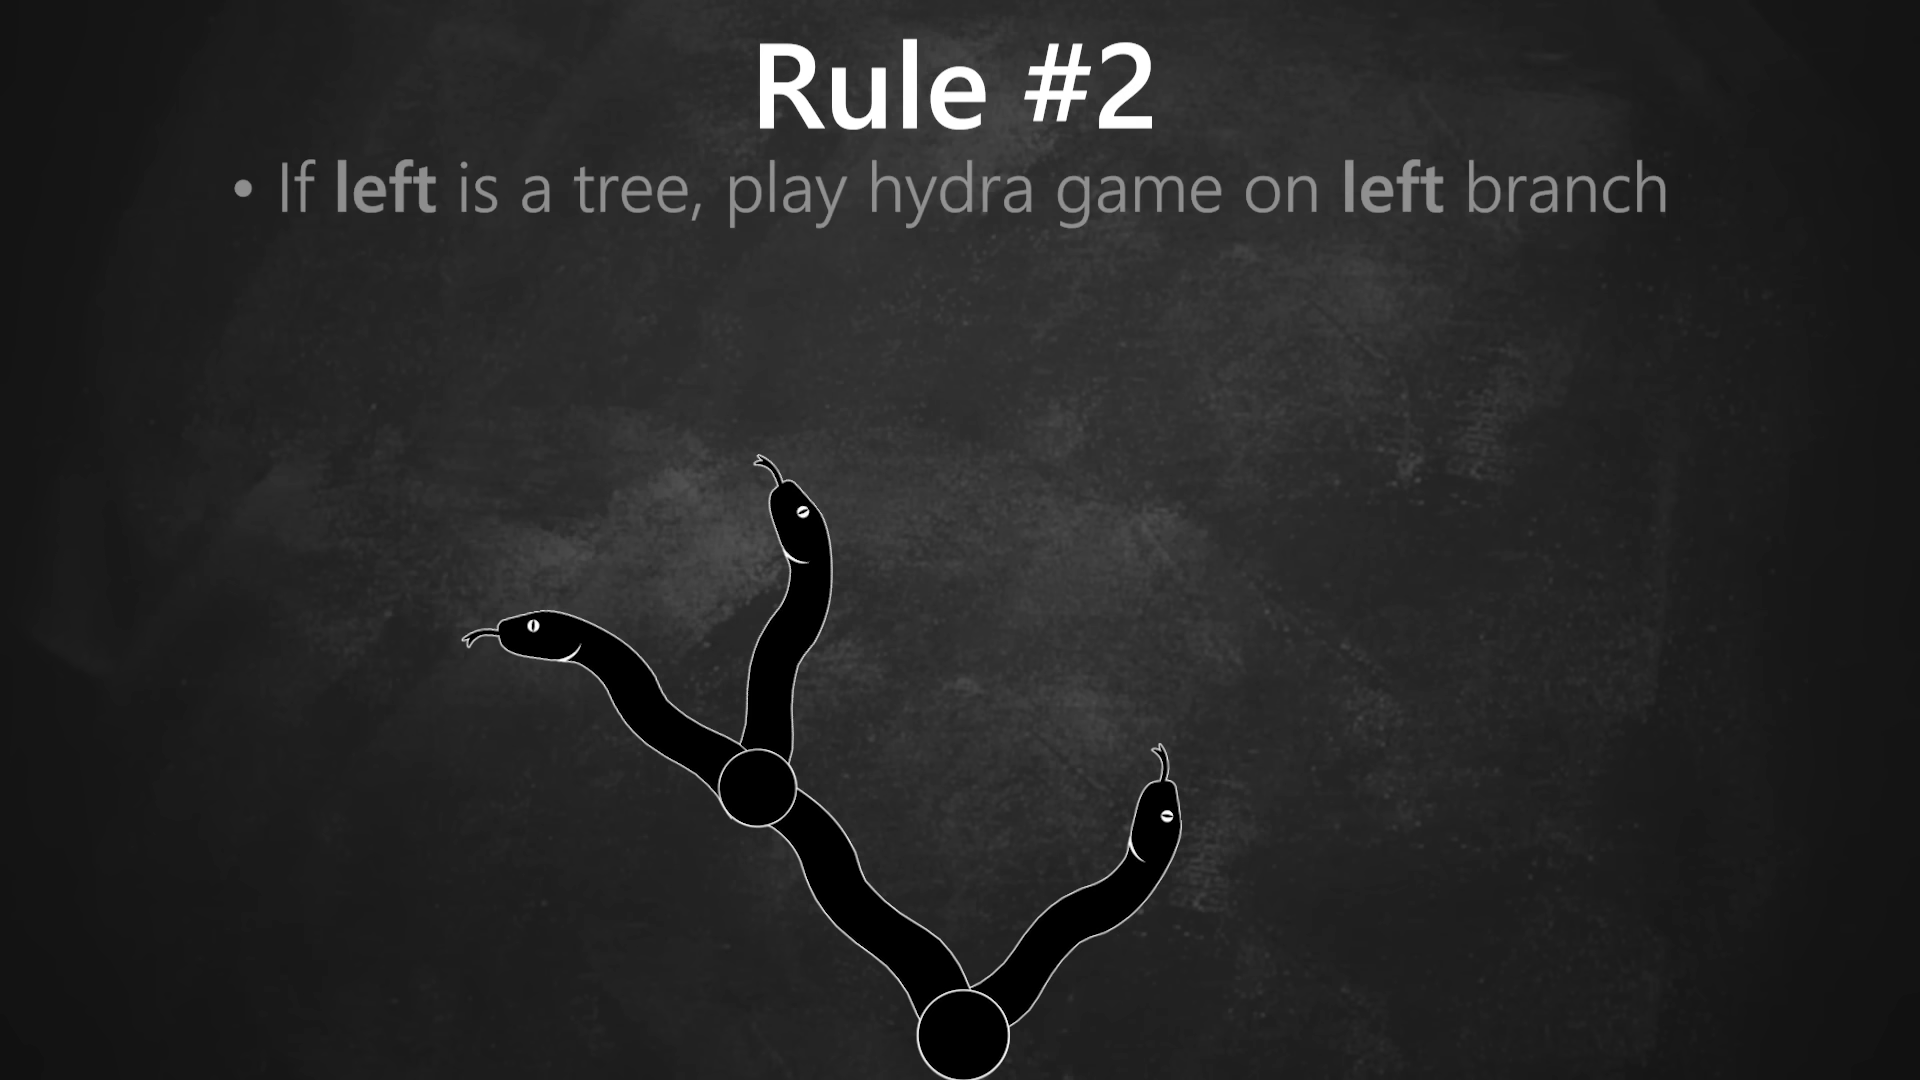 Rule #2
• If left is a tree, play hydra game on left branch